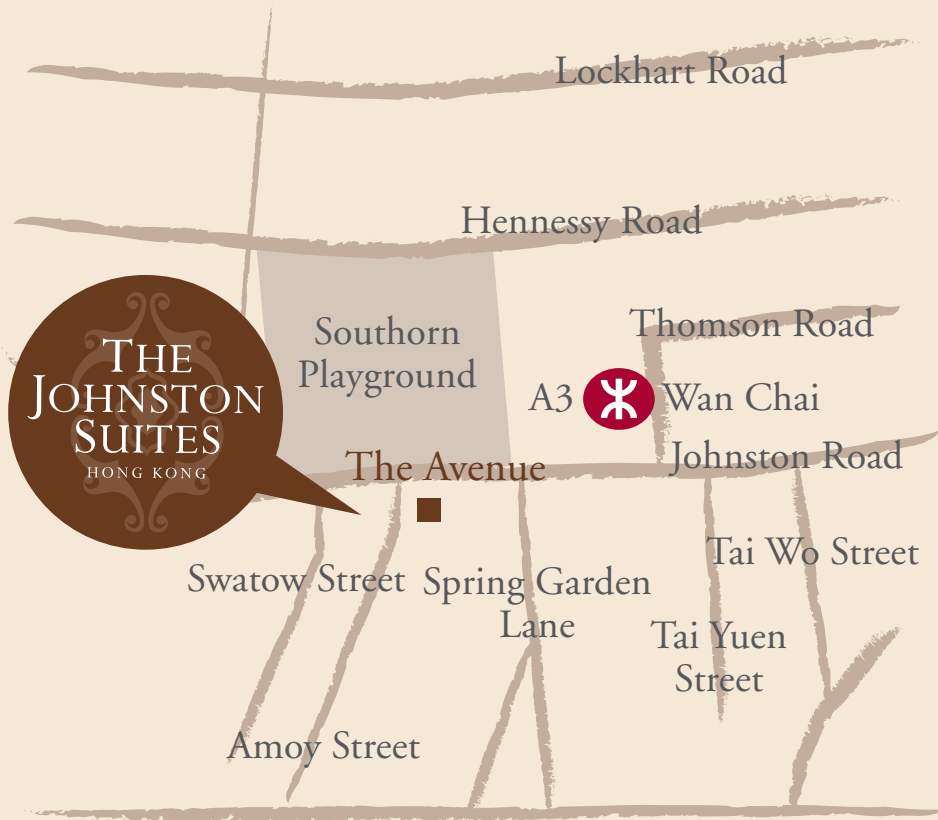 Lockhart Road
Hennessy Road
Southorn
Playground
Thomson Road
THE
JOHNSTON
SUITES
HONG KONG
A3
Wan Chai
Johnston Road
The Avenue
Tai Wo Street
Swatow Street
Spring Garden
Lane
Tai Yuen
Street
Amoy Street